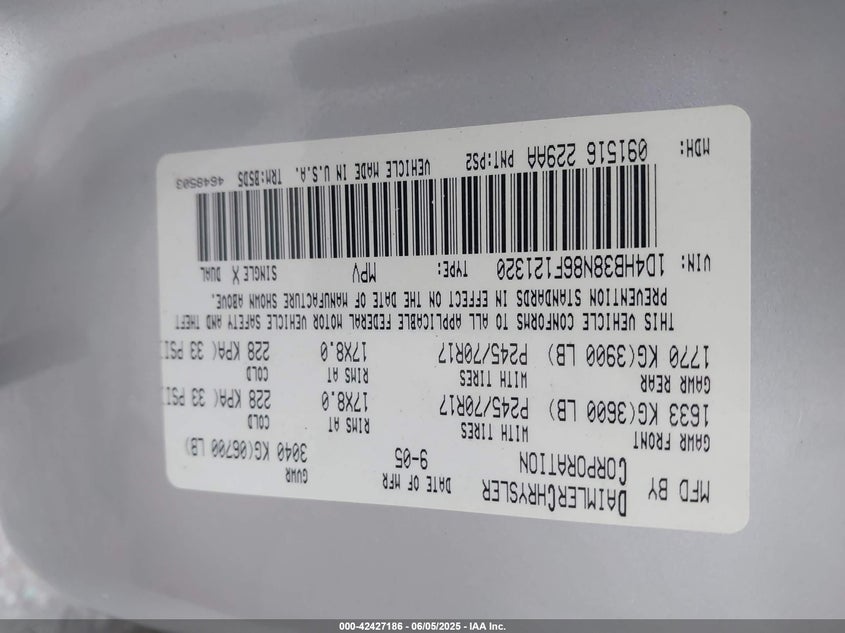 MFD BY DAIMLERCHRYSLER CORPORATION
DATE OF MFR 9-05
GVWR 3040 KG(06700 LB)
GAWR FRONT WITH TIRES RIMS AT COLD
1633 KG(3600 LB) P245/70R17 17X8.0 228 KPA( 33 PSI)
GAWR REAR WITH TIRES RIMS AT COLD
1770 KG(3900 LB) P245/70R17 17X8.0 228 KPA( 33 PSI)
THIS VEHICLE CONFORMS TO ALL APPLICABLE FEDERAL MOTOR VEHICLE SAFETY AND THEFT
PREVENTION STANDARDS IN EFFECT ON THE DATE OF MANUFACTURE SHOWN ABOVE.
VIN: 1D4HB38N86F121320 TYPE: MPV SINGLE X DUAL
MDH: 091516 229AA PNT:PS2 VEHICLE MADE IN U.S.A. TRM:BSDS 4648503
000-42427186 - 06/05/2025 - IAA Inc.